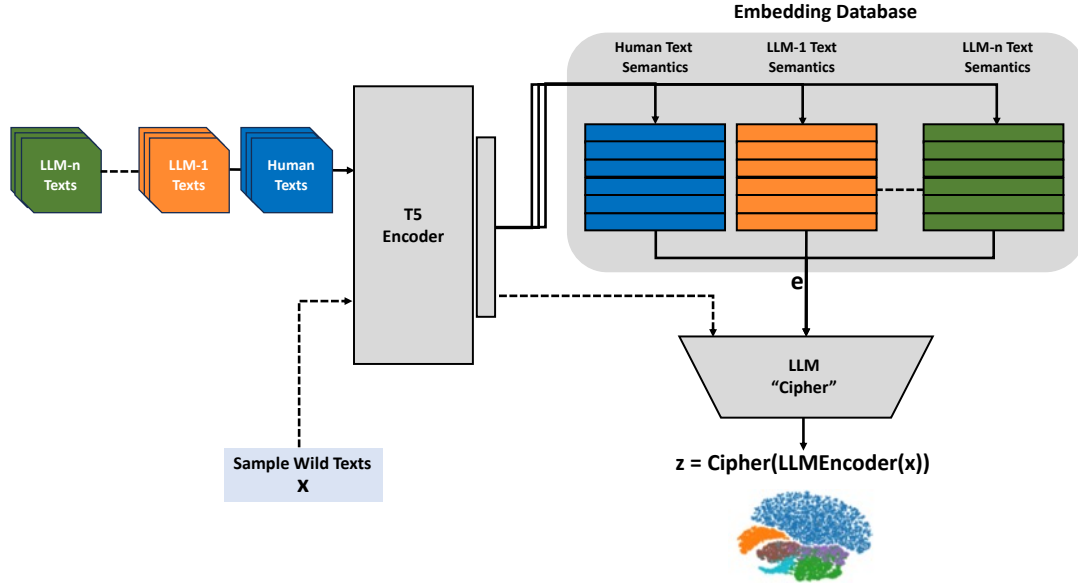 Embedding Database
Human Text
Semantics
LLM-1 Text
Semantics
LLM-n Text
Semantics
LLM-n
Texts
LLM-1
Texts
Human
Texts
T5
Encoder
e
LLM
“Cipher”
Sample Wild Texts
x
z = Cipher(LLMEncoder(x))